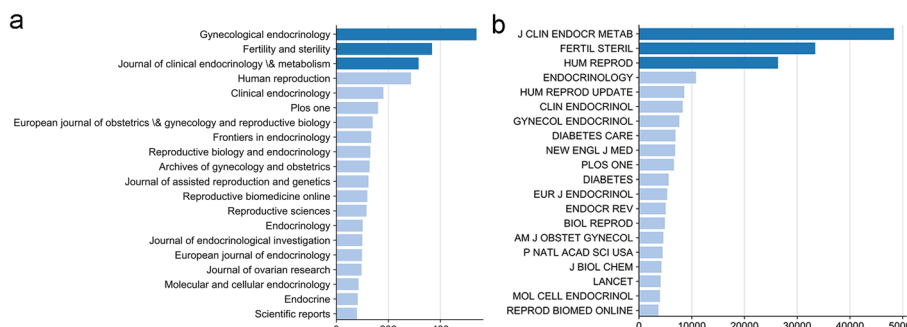 a
Gynecological endocrinology
Fertility and sterility
Journal of clinical endocrinology \& metabolism
Human reproduction
Clinical endocrinology
Plos one
European journal of obstetrics \& gynecology and reproductive biology
Frontiers in endocrinology
Reproductive biology and endocrinology
Archives of gynecology and obstetrics
Journal of assisted reproduction and genetics
Reproductive biomedicine online
Reproductive sciences
Endocrinology
Journal of endocrinological investigation
European journal of endocrinology
Journal of ovarian research
Molecular and cellular endocrinology
Endocrine
Scientific reports
b
J CLIN ENDOCR METAB
FERTIL STERIL
HUM REPROD
ENDOCRINOLOGY
HUM REPROD UPDATE
CLIN ENDOCRINOL
GYNECOL ENDOCRINOL
DIABETES CARE
NEW ENGL J MED
PLOS ONE
DIABETES
EUR J ENDOCRINOL
ENDOCR REV
BIOL REPROD
AM J OBSTET GYNECOL
P NATL ACAD SCI USA
J BIOL CHEM
LANCET
MOL CELL ENDOCRINOL
REPROD BIOMED ONLINE
0 10000 20000 30000 40000